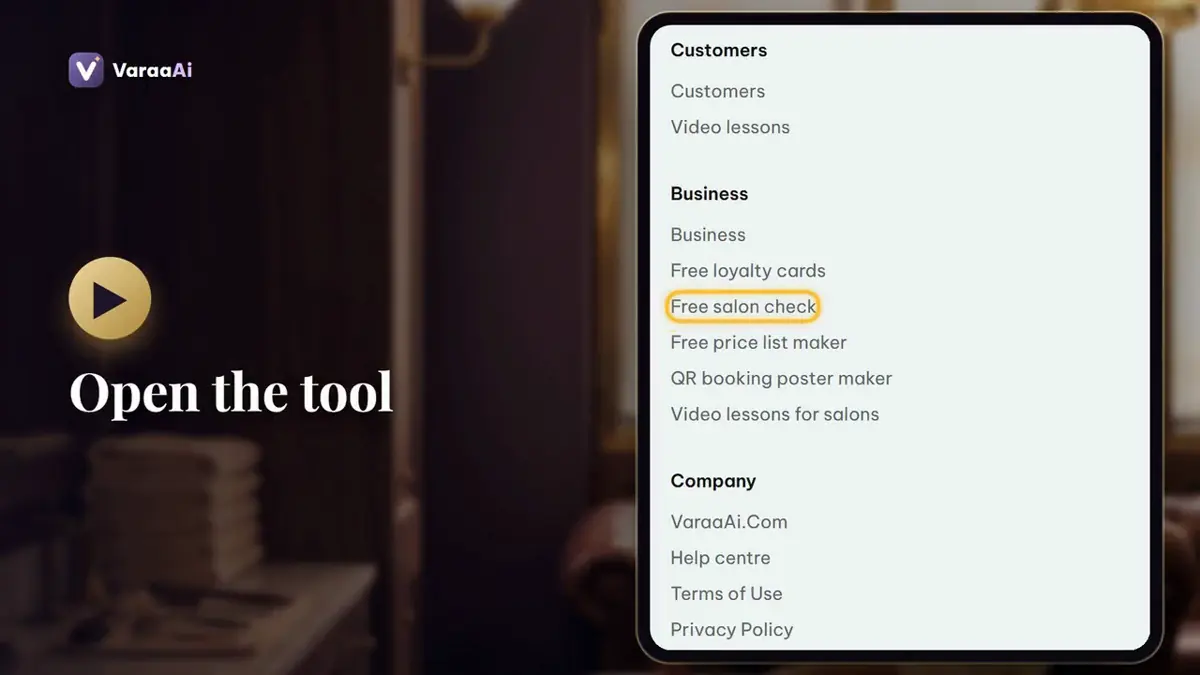 VaraaAi
Open the tool
Customers
Customers
Video lessons
Business
Business
Free loyalty cards
Free salon check
Free price list maker
QR booking poster maker
Video lessons for salons
Company
VaraaAi.Com
Help centre
Terms of Use
Privacy Policy